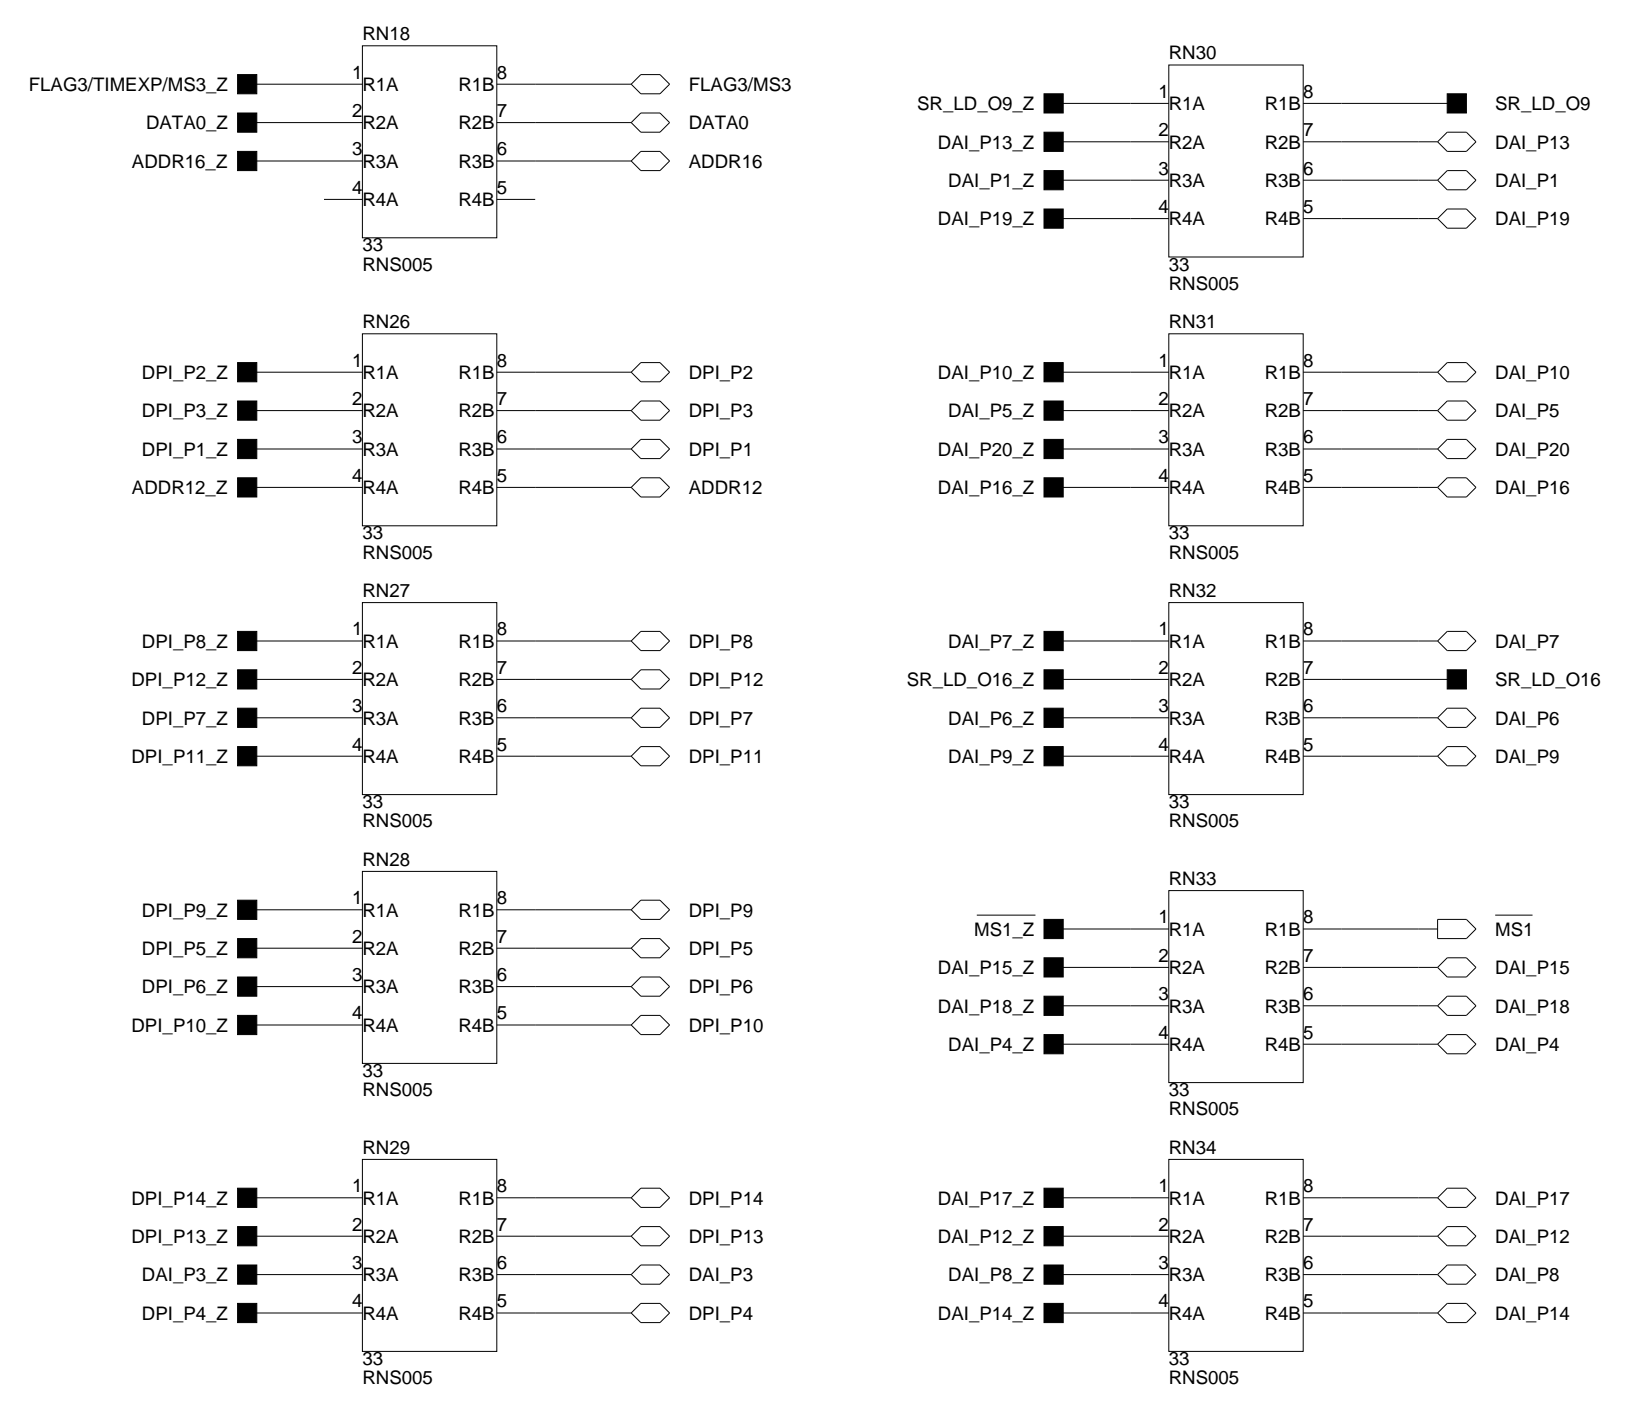 RN18
FLAG3/TIMEXP/MS3_Z 1 R1A R1B 8 FLAG3/MS3
DATA0_Z 2 R2A R2B 7 DATA0
ADDR16_Z 3 R3A R3B 6 ADDR16
4 R4A R4B 5
33
RNS005
RN26
DPI_P2_Z 1 R1A R1B 8 DPI_P2
DPI_P3_Z 2 R2A R2B 7 DPI_P3
DPI_P1_Z 3 R3A R3B 6 DPI_P1
ADDR12_Z 4 R4A R4B 5 ADDR12
33
RNS005
RN27
DPI_P8_Z 1 R1A R1B 8 DPI_P8
DPI_P12_Z 2 R2A R2B 7 DPI_P12
DPI_P7_Z 3 R3A R3B 6 DPI_P7
DPI_P11_Z 4 R4A R4B 5 DPI_P11
33
RNS005
RN28
DPI_P9_Z 1 R1A R1B 8 DPI_P9
DPI_P5_Z 2 R2A R2B 7 DPI_P5
DPI_P6_Z 3 R3A R3B 6 DPI_P6
DPI_P10_Z 4 R4A R4B 5 DPI_P10
33
RNS005
RN29
DPI_P14_Z 1 R1A R1B 8 DPI_P14
DPI_P13_Z 2 R2A R2B 7 DPI_P13
DAI_P3_Z 3 R3A R3B 6 DAI_P3
DPI_P4_Z 4 R4A R4B 5 DPI_P4
33
RNS005
RN30
SR_LD_O9_Z 1 R1A R1B 8 SR_LD_O9
DAI_P13_Z 2 R2A R2B 7 DAI_P13
DAI_P1_Z 3 R3A R3B 6 DAI_P1
DAI_P19_Z 4 R4A R4B 5 DAI_P19
33
RNS005
RN31
DAI_P10_Z 1 R1A R1B 8 DAI_P10
DAI_P5_Z 2 R2A R2B 7 DAI_P5
DAI_P20_Z 3 R3A R3B 6 DAI_P20
DAI_P16_Z 4 R4A R4B 5 DAI_P16
33
RNS005
RN32
DAI_P7_Z 1 R1A R1B 8 DAI_P7
SR_LD_O16_Z 2 R2A R2B 7 SR_LD_O16
DAI_P6_Z 3 R3A R3B 6 DAI_P6
DAI_P9_Z 4 R4A R4B 5 DAI_P9
33
RNS005
RN33
MS1_Z 1 R1A R1B 8 MS1
DAI_P15_Z 2 R2A R2B 7 DAI_P15
DAI_P18_Z 3 R3A R3B 6 DAI_P18
DAI_P4_Z 4 R4A R4B 5 DAI_P4
33
RNS005
RN34
DAI_P17_Z 1 R1A R1B 8 DAI_P17
DAI_P12_Z 2 R2A R2B 7 DAI_P12
DAI_P8_Z 3 R3A R3B 6 DAI_P8
DAI_P14_Z 4 R4A R4B 5 DAI_P14
33
RNS005